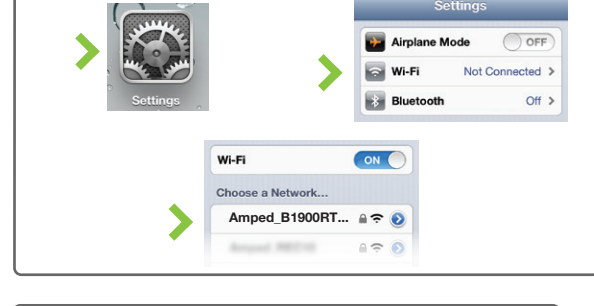 Settings
Settings
Airplane Mode OFF
Wi-Fi Not Connected
Bluetooth Off
Wi-Fi ON
Choose a Network...
Amped_B1900RT...